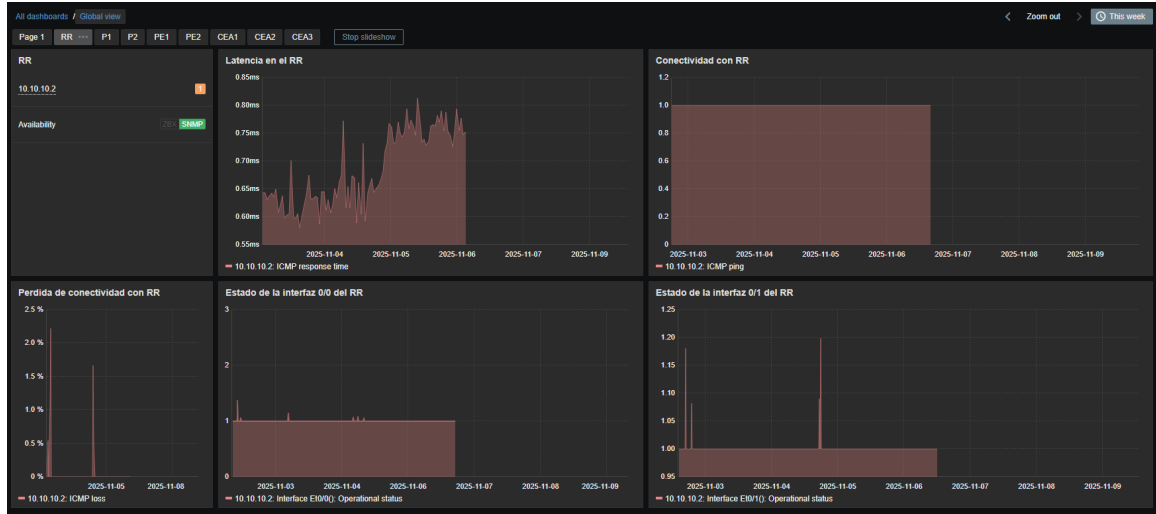 All dashboards / Global view
Zoom out
This week
Page 1 RR ••• P1 P2 PE1 PE2 CEA1 CEA2 CEA3 Stop slideshow
RR
10.10.10.2 1
Availability ZBX SNMP
Latencia en el RR
0.85ms
0.80ms
0.75ms
0.70ms
0.65ms
0.60ms
0.55ms
2025-11-04 2025-11-05 2025-11-06 2025-11-07 2025-11-09
10.10.10.2: ICMP response time
Conectividad con RR
1.2
1.0
0.8
0.6
0.4
0.2
0
2025-11-03 2025-11-04 2025-11-05 2025-11-06 2025-11-07 2025-11-08 2025-11-09
10.10.10.2: ICMP ping
Perdida de conectividad con RR
2.5 %
2.0 %
1.5 %
1.0 %
0.5 %
0 %
2025-11-05 2025-11-08
10.10.10.2: ICMP loss
Estado de la interfaz 0/0 del RR
3
2
1
0
2025-11-03 2025-11-04 2025-11-06 2025-11-07 2025-11-08 2025-11-09
10.10.10.2: Interface Et0/0(): Operational status
Estado de la interfaz 0/1 del RR
1.25
1.20
1.15
1.10
1.05
1.00
0.95
2025-11-03 2025-11-04 2025-11-05 2025-11-06 2025-11-07 2025-11-08 2025-11-09
10.10.10.2: Interface Et0/1(): Operational status